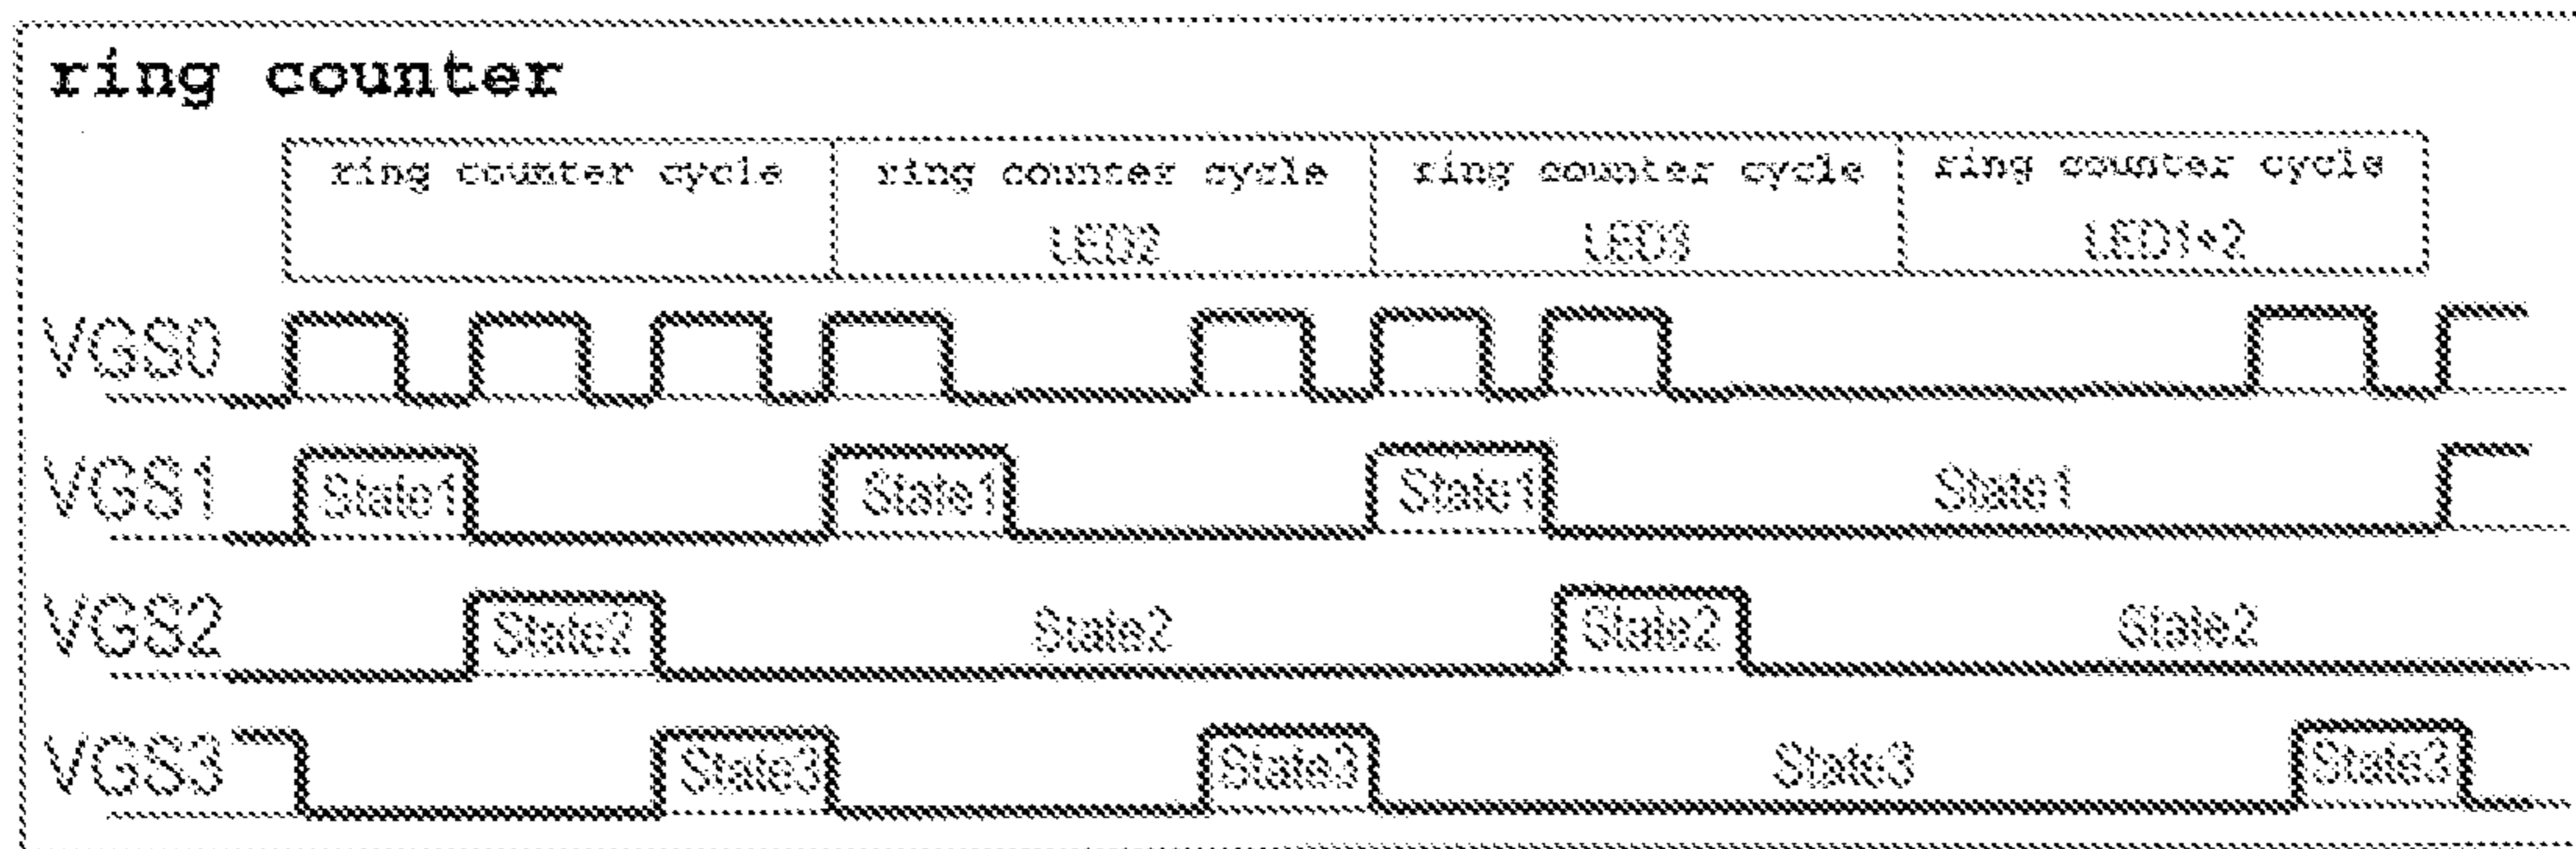 ring counter
ring counter cycle ring counter cycle ring counter cycle ring counter cycle
LED2 LED3 LED1+2
VGS0
VGS1 State1 State1 State1 State1
VGS2 State2 State2 State2 State2
VGS3 State3 State3 State3 State3